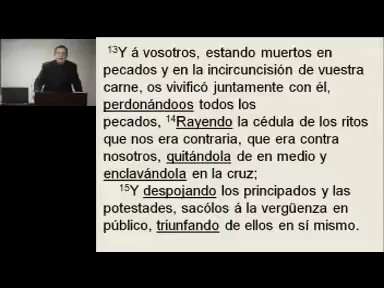 13Y á vosotros, estando muertos en
pecados y en la incircuncisión de vuestra
carne, os vivificó juntamente con él,
perdonándoos todos los
pecados, 14Rayendo la cédula de los ritos
que nos era contraria, que era contra
nosotros, quitándola de en medio y
enclavándola en la cruz;
15Y despojando los principados y las
potestades, sacólos á la vergüenza en
público, triunfando de ellos en sí mismo.